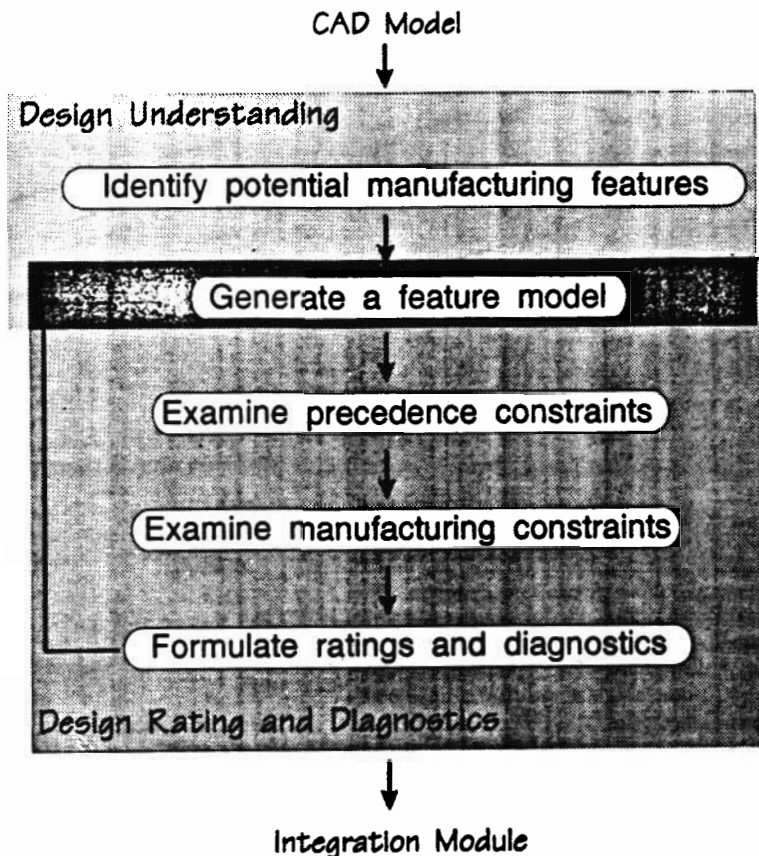 CAD Model
Design Understanding
Identify potential manufacturing features
Generate a feature model
Examine precedence constraints
Examine manufacturing constraints
Formulate ratings and diagnostics
Design Rating and Diagnostics
Integration Module